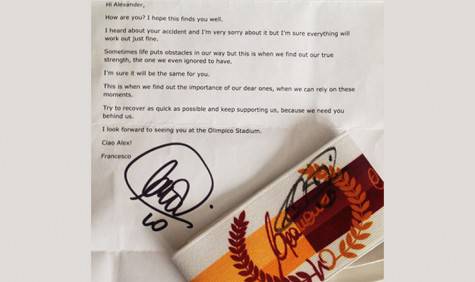 Hi Alexander,
How are you? I hope this finds you well.
I heard about your accident and I'm very sorry about it but I'm sure everything will
work out just fine.
Sometimes life puts obstacles in our way but this is when we find out our true
strength, the one we even ignored to have.
I'm sure it will be the same for you.
This is when we find out the importance of our dear ones, when we can rely on these
moments.
Try to recover as quick as possible and keep supporting us, because we need you
behind us.
I look forward to seeing you at the Olimpico Stadium.
Ciao Alex!
Francesco
10